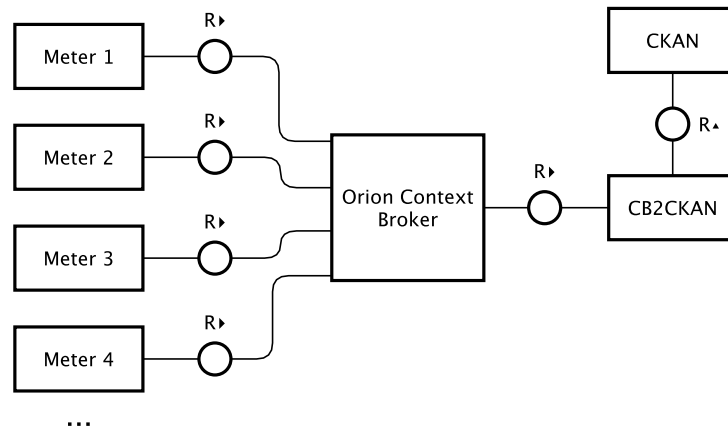 R▸
CKAN
Meter 1
R▸
R▴
Meter 2
R▸
Orion Context
Broker
CB2CKAN
R▸
Meter 3
R▸
Meter 4
...